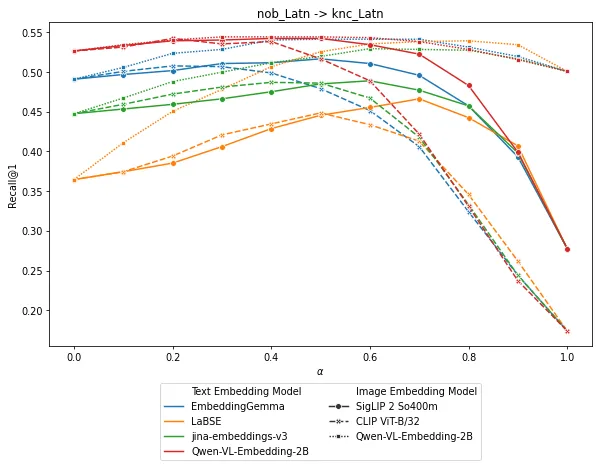 nob_Latn -> knc_Latn
0.55
0.50
0.45
0.40
0.35
0.30
0.25
0.20
Recall@1
0.0 0.2 0.4 0.6 0.8 1.0
α
Text Embedding Model
EmbeddingGemma
LaBSE
jina-embeddings-v3
Qwen-VL-Embedding-2B
Image Embedding Model
SigLIP 2 So400m
CLIP ViT-B/32
Qwen-VL-Embedding-2B